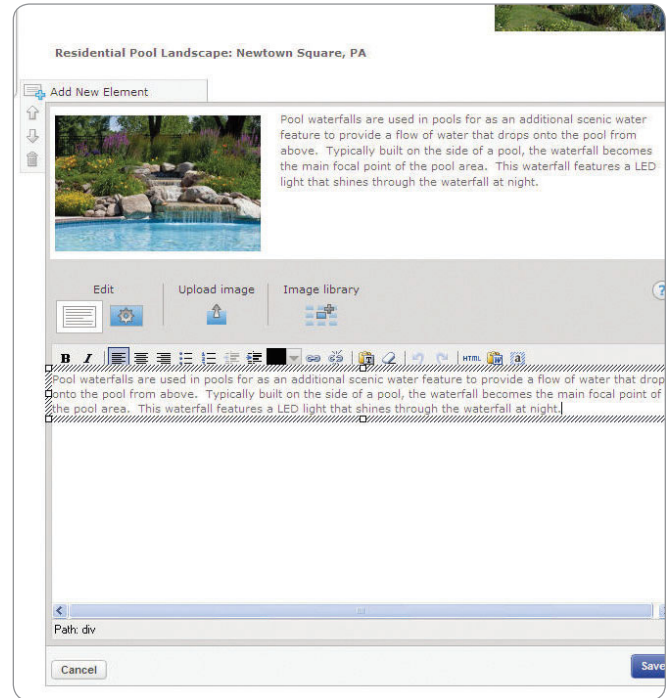 Residential Pool Landscape: Newtown Square, PA
Add New Element
Pool waterfalls are used in pools for as an additional scenic water
feature to provide a flow of water that drops onto the pool from
above. Typically built on the side of a pool, the waterfall becomes
the main focal point of the pool area. This waterfall features a LED
light that shines through the waterfall at night.
Edit
Upload image
Image library
?
B I HTML a
Pool waterfalls are used in pools for as an additional scenic water feature to provide a flow of water that drop
onto the pool from above. Typically built on the side of a pool, the waterfall becomes the main focal point of
the pool area. This waterfall features a LED light that shines through the waterfall at night.
Path: div
Cancel
Save